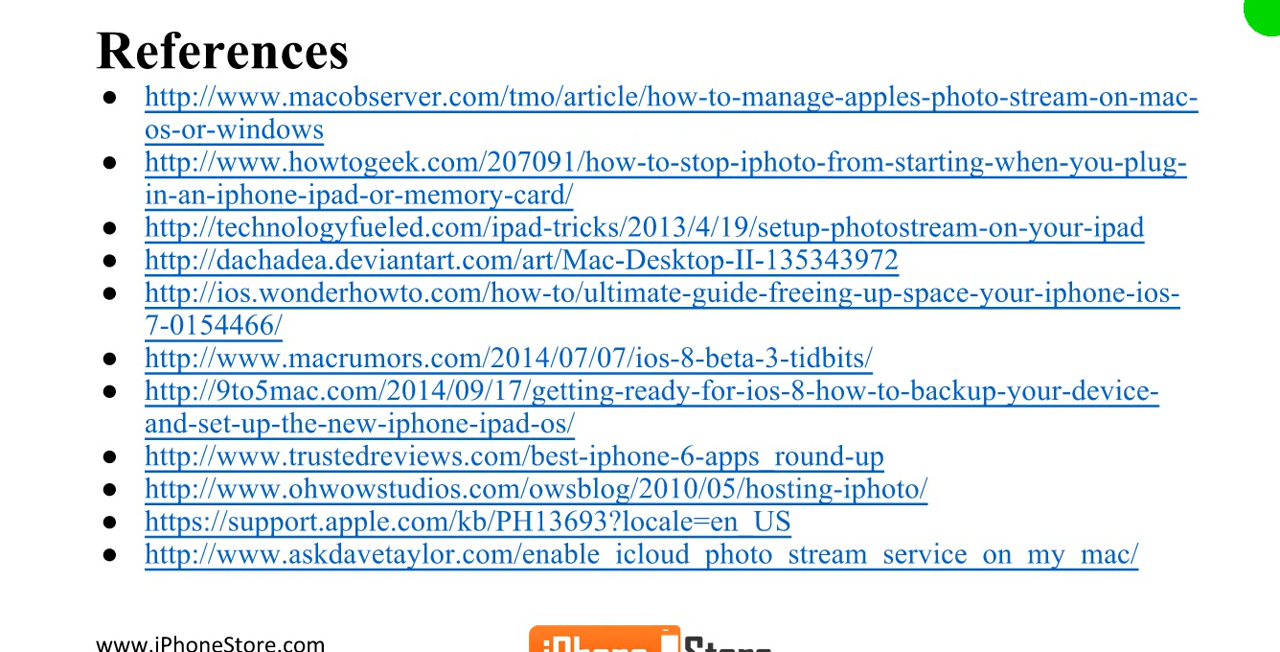 References
● http://www.macobserver.com/tmo/article/how-to-manage-apples-photo-stream-on-mac-
os-or-windows
● http://www.howtogeek.com/207091/how-to-stop-iphoto-from-starting-when-you-plug-
in-an-iphone-ipad-or-memory-card/
● http://technologyfueled.com/ipad-tricks/2013/4/19/setup-photostream-on-your-ipad
● http://dachadea.deviantart.com/art/Mac-Desktop-II-135343972
● http://ios.wonderhowto.com/how-to/ultimate-guide-freeing-up-space-your-iphone-ios-
7-0154466/
● http://www.macrumors.com/2014/07/07/ios-8-beta-3-tidbits/
● http://9to5mac.com/2014/09/17/getting-ready-for-ios-8-how-to-backup-your-device-
and-set-up-the-new-iphone-ipad-os/
● http://www.trustedreviews.com/best-iphone-6-apps_round-up
● http://www.ohwowstudios.com/owsblog/2010/05/hosting-iphoto/
● https://support.apple.com/kb/PH13693?locale=en_US
● http://www.askdavetaylor.com/enable_icloud_photo_stream_service_on_my_mac/
www.iPhoneStore.com
iPhone Store